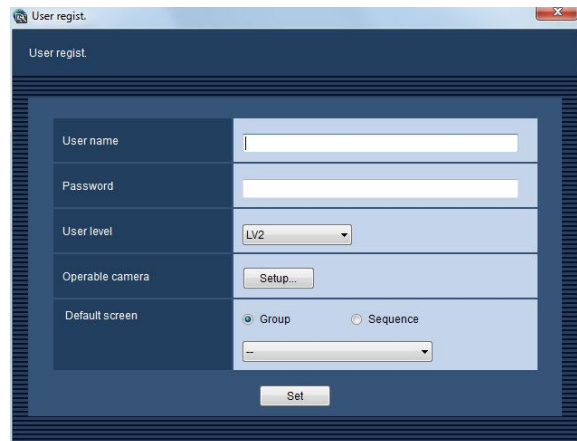 User regist.
User regist.
User name
Password
User level
LV2
Operable camera
Setup...
Default screen
Group
Sequence
--
Set